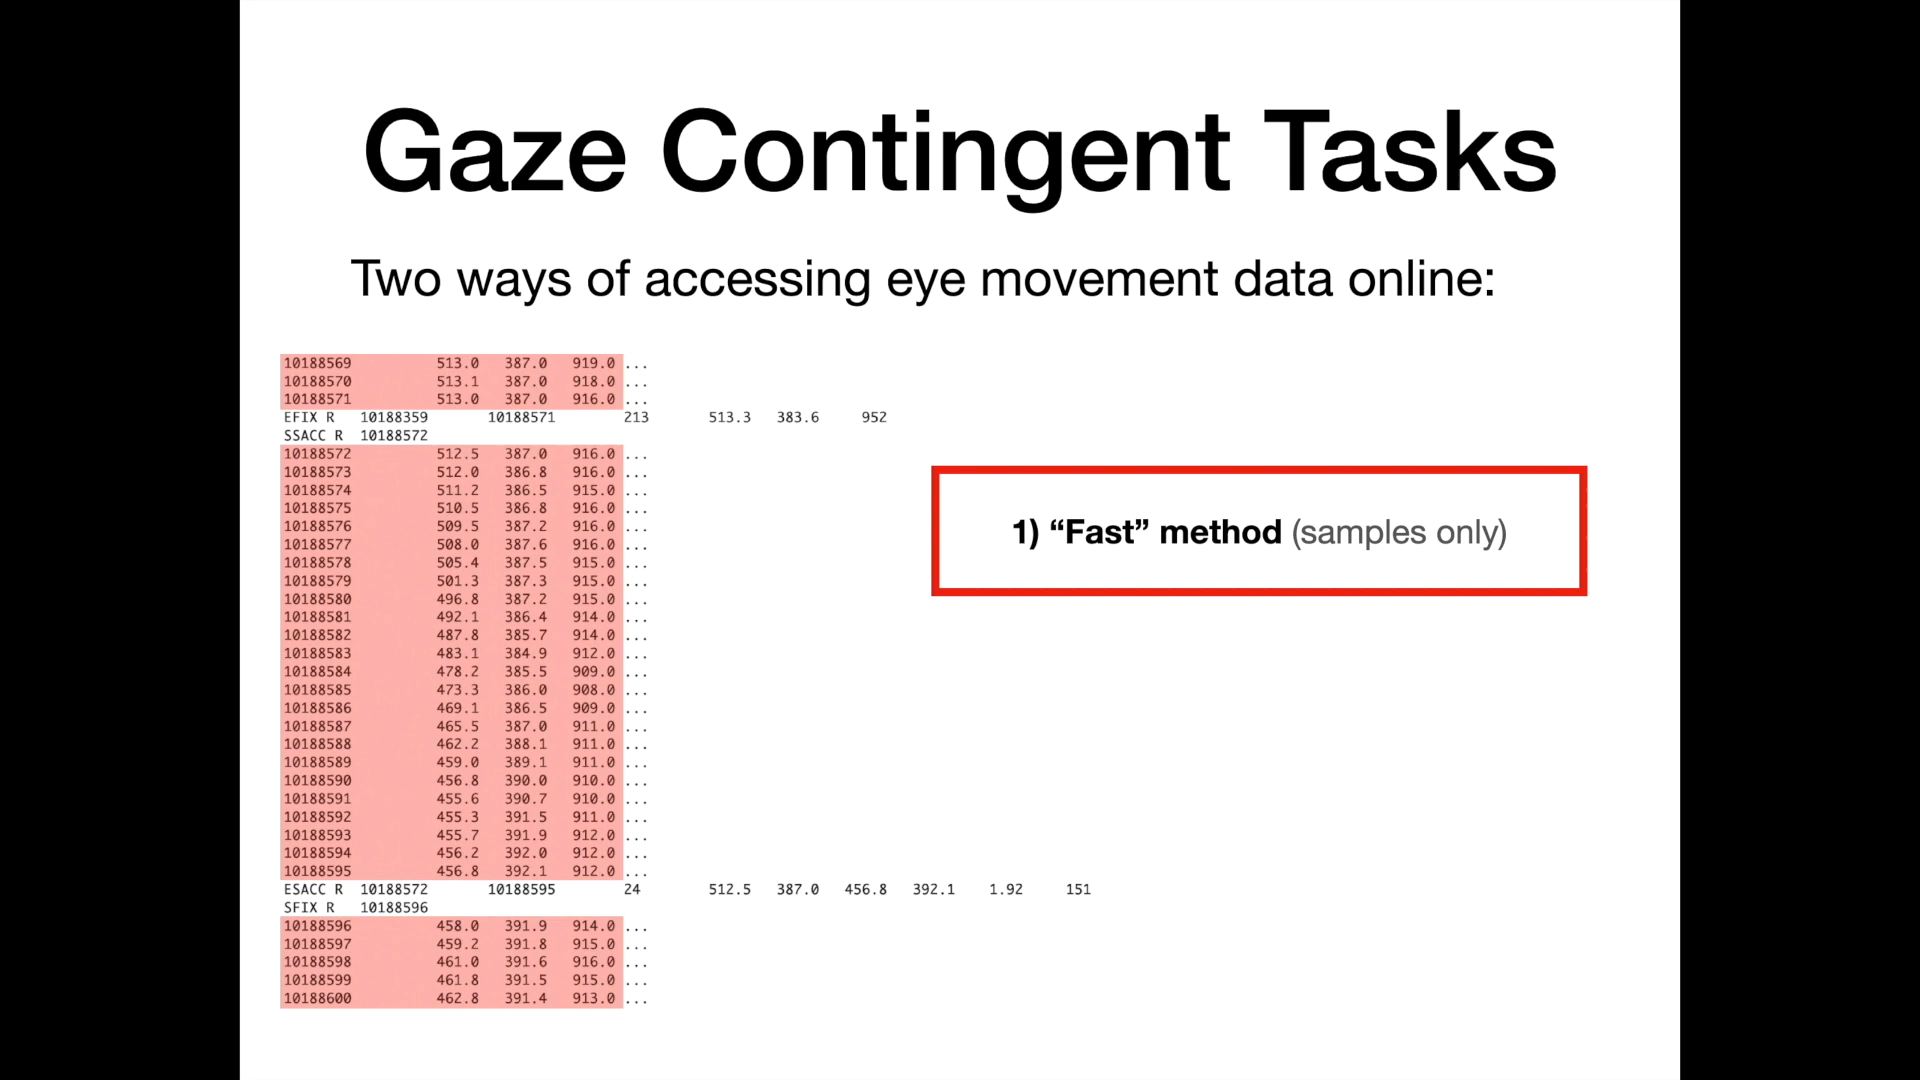 Gaze Contingent Tasks
Two ways of accessing eye movement data online:
10188569 513.0 387.0 919.0 ...
10188570 513.1 387.0 918.0 ...
10188571 513.0 387.0 916.0 ...
EFIX R 10188359 10188571 213 513.3 383.6 952
SSACC R 10188572
10188572 512.5 387.0 916.0 ...
10188573 512.0 386.8 916.0 ...
10188574 511.2 386.5 915.0 ...
10188575 510.5 386.8 916.0 ...
10188576 509.5 387.2 916.0 ...
10188577 508.0 387.6 916.0 ...
10188578 505.4 387.5 915.0 ...
10188579 501.3 387.3 915.0 ...
10188580 496.8 387.2 915.0 ...
10188581 492.1 386.4 914.0 ...
10188582 487.8 385.7 914.0 ...
10188583 483.1 384.9 912.0 ...
10188584 478.2 385.5 909.0 ...
10188585 473.3 386.0 908.0 ...
10188586 469.1 386.5 909.0 ...
10188587 465.5 387.0 911.0 ...
10188588 462.2 388.1 911.0 ...
10188589 459.0 389.1 911.0 ...
10188590 456.8 390.0 910.0 ...
10188591 455.6 390.7 910.0 ...
10188592 455.3 391.5 911.0 ...
10188593 455.7 391.9 912.0 ...
10188594 456.2 392.0 912.0 ...
10188595 456.8 392.1 912.0 ...
ESACC R 10188572 10188595 24 512.5 387.0 456.8 392.1 1.92 151
SFIX R 10188596
10188596 458.0 391.9 914.0 ...
10188597 459.2 391.8 915.0 ...
10188598 461.0 391.6 916.0 ...
10188599 461.8 391.5 915.0 ...
10188600 462.8 391.4 913.0 ...
1) “Fast” method (samples only)